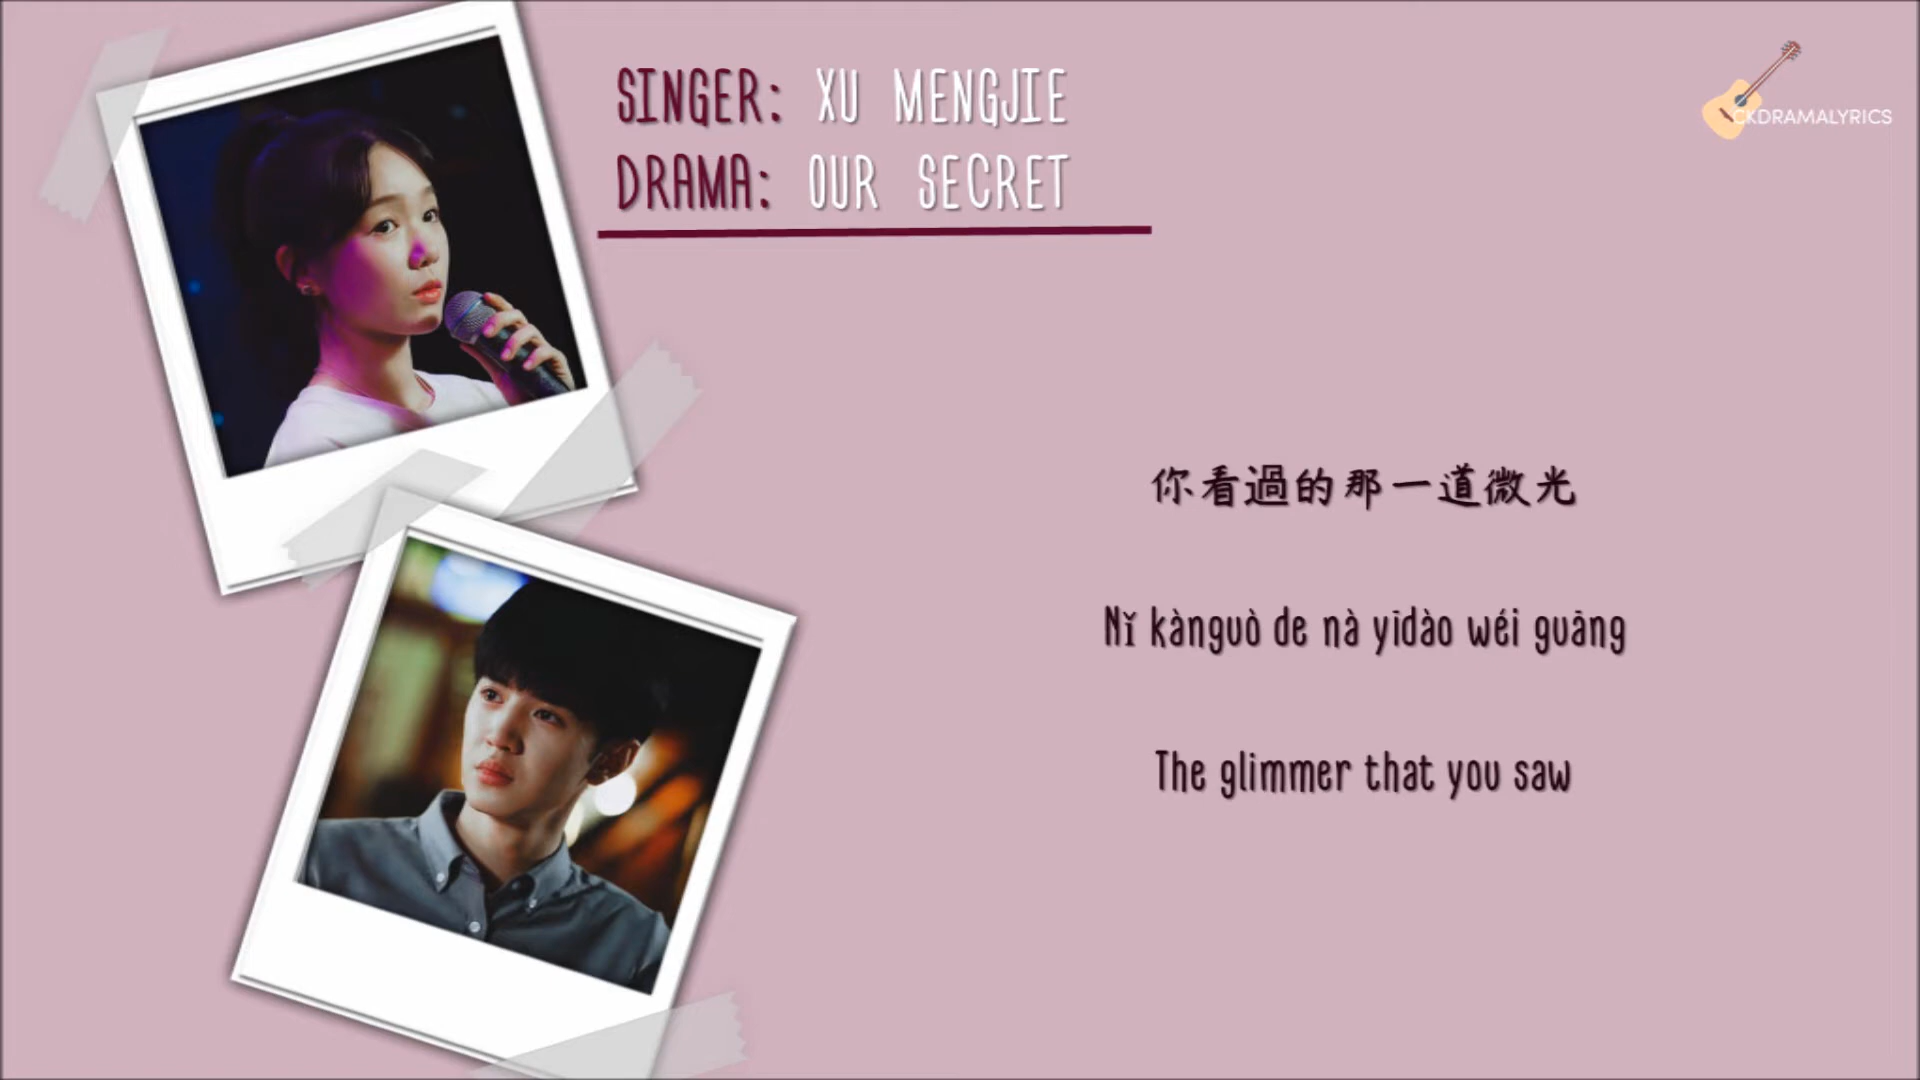 SINGER: XU MENGJIE
DRAMA: OUR SECRET
CKDRAMALYRICS
你看過的那一道微光
Nǐ kànguò de nà yīdào wéi guāng
The glimmer that you saw